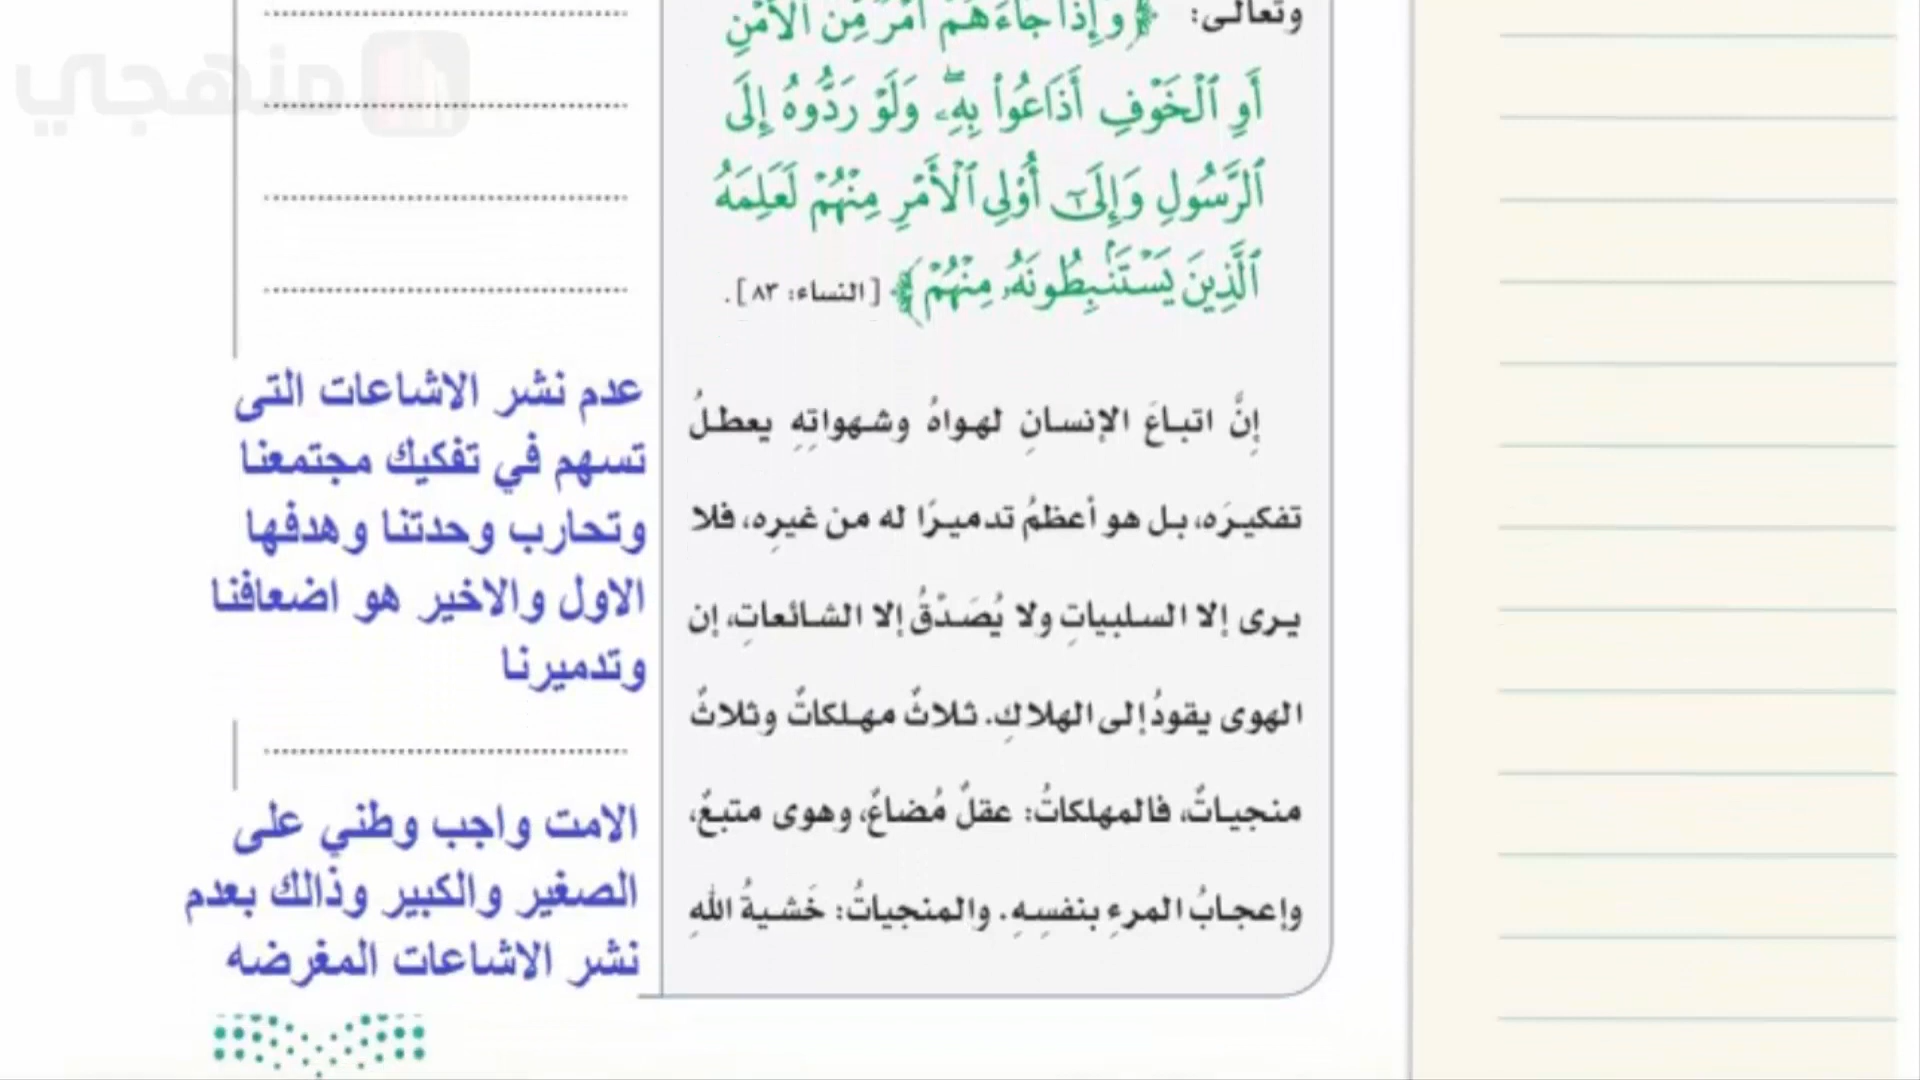 وتعالى: ﴿وَإِذَا جَاءَهُمْ أَمْرٌ مِّنَ الْأَمْنِ
أَوِ ٱلْخَوْفِ أَذَاعُوا۟ بِهِۦۖ وَلَوْ رَدُّوهُ إِلَى
ٱلرَّسُولِ وَإِلَىٰٓ أُو۟لِى ٱلْأَمْرِ مِنْهُمْ لَعَلِمَهُ
ٱلَّذِينَ يَسْتَنۢبِطُونَهُۥ مِنْهُمْ﴾ [النساء: ٨٣].
إنَّ اتباعَ الإنسانِ لهواهُ وشهواتِهِ يعطلُ
تفكيرَه، بل هو أعظمُ تدميرًا له من غيرِه، فلا
يرى إلا السلبياتِ ولا يُصَدِّقُ إلا الشائعاتِ، إن
الهوى يقودُ إلى الهلاكِ. ثلاثٌ مهلكاتٌ وثلاثٌ
منجياتٌ، فالمهلكاتُ: عقلٌ مُضاعٌ، وهوى متبعٌ،
وإعجابُ المرءِ بنفسِهِ. والمنجياتُ: خَشيةُ اللهِ
منهجي
عدم نشر الاشاعات التى
تسهم في تفكيك مجتمعنا
وتحارب وحدتنا وهدفها
الاول والاخير هو اضعافنا
وتدميرنا
الامت واجب وطني على
الصغير والكبير وذالك بعدم
نشر الاشاعات المغرضه